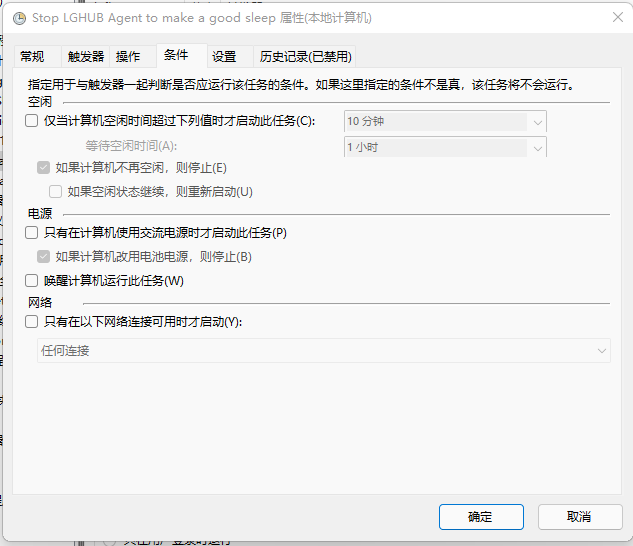 Stop LGHUB Agent to make a good sleep 属性(本地计算机)
常规 触发器 操作 条件 设置 历史记录(已禁用)
指定用于与触发器一起判断是否应运行该任务的条件。如果这里指定的条件不是真，该任务将不会运行。
空闲
仅当计算机空闲时间超过下列值时才启动此任务(C): 10 分钟
等待空闲时间(A): 1 小时
如果计算机不再空闲，则停止(E)
如果空闲状态继续，则重新启动(U)
电源
只有在计算机使用交流电源时才启动此任务(P)
如果计算机改用电池电源，则停止(B)
唤醒计算机运行此任务(W)
网络
只有在以下网络连接可用时才启动(Y):
任何连接
确定 取消